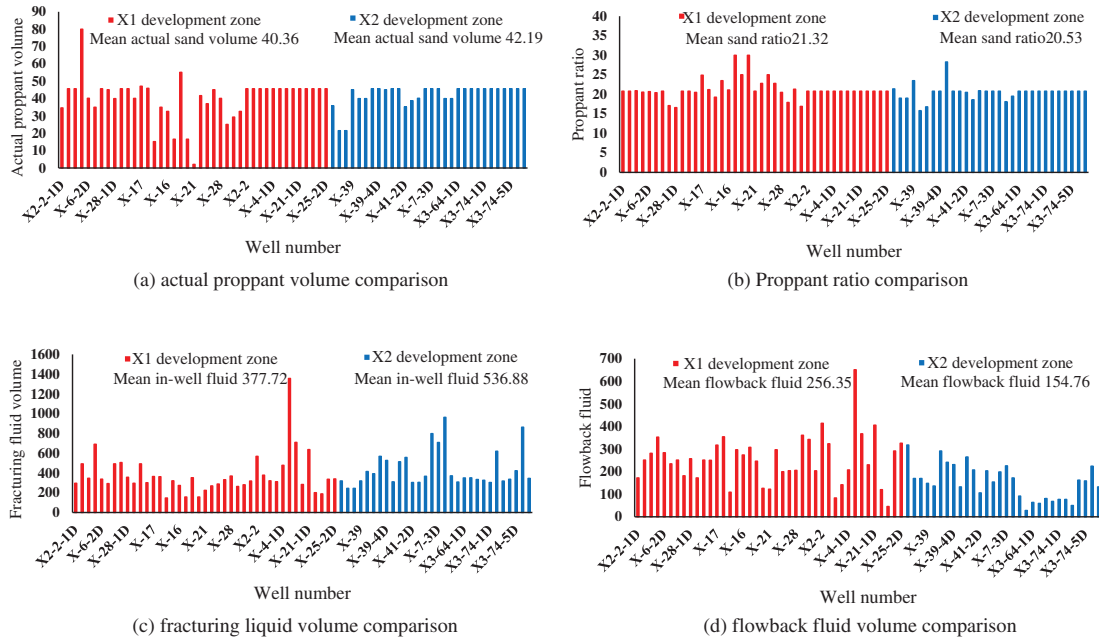 X1 development zone
Mean actual sand volume 40.36
X2 development zone
Mean actual sand volume 42.19
Actual proppant volume
90
80
70
60
50
40
30
20
10
0
X2-2-1D
X-6-2D
X-28-1D
X-17
X-16
X-21
X-28
X2-2
X-4-1D
X-21-1D
X-25-2D
X-39
X-39-4D
X-41-2D
X-7-3D
X3-64-1D
X3-74-1D
X3-74-5D
Well number
(a) actual proppant volume comparison
X1 development zone
Mean sand ratio21.32
X2 development zone
Mean sand ratio20.53
Proppant ratio
40
35
30
25
20
15
10
5
0
X2-2-1D
X-6-2D
X-28-1D
X-17
X-16
X-21
X-28
X2-2
X-4-1D
X-21-1D
X-25-2D
X-39
X-39-4D
X-41-2D
X-7-3D
X3-64-1D
X3-74-1D
X3-74-5D
Well number
(b) Proppant ratio comparison
X1 development zone
Mean in-well fluid 377.72
X2 development zone
Mean in-well fluid 536.88
Fracturing fluid volume
1600
1400
1200
1000
800
600
400
200
0
X2-2-1D
X-6-2D
X-28-1D
X-17
X-16
X-21
X-28
X2-2
X-4-1D
X-21-1D
X-25-2D
X-39
X-39-4D
X-41-2D
X-7-3D
X3-64-1D
X3-74-1D
X3-74-5D
Well number
(c) fracturing liquid volume comparison
X1 development zone
Mean flowback fluid 256.35
X2 development zone
Mean flowback fluid 154.76
Flowback fluid
700
600
500
400
300
200
100
0
X2-2-1D
X-6-2D
X-28-1D
X-17
X-16
X-21
X-28
X2-2
X-4-1D
X-21-1D
X-25-2D
X-39
X-39-4D
X-41-2D
X-7-3D
X3-64-1D
X3-74-1D
X3-74-5D
Well number
(d) flowback fluid volume comparison